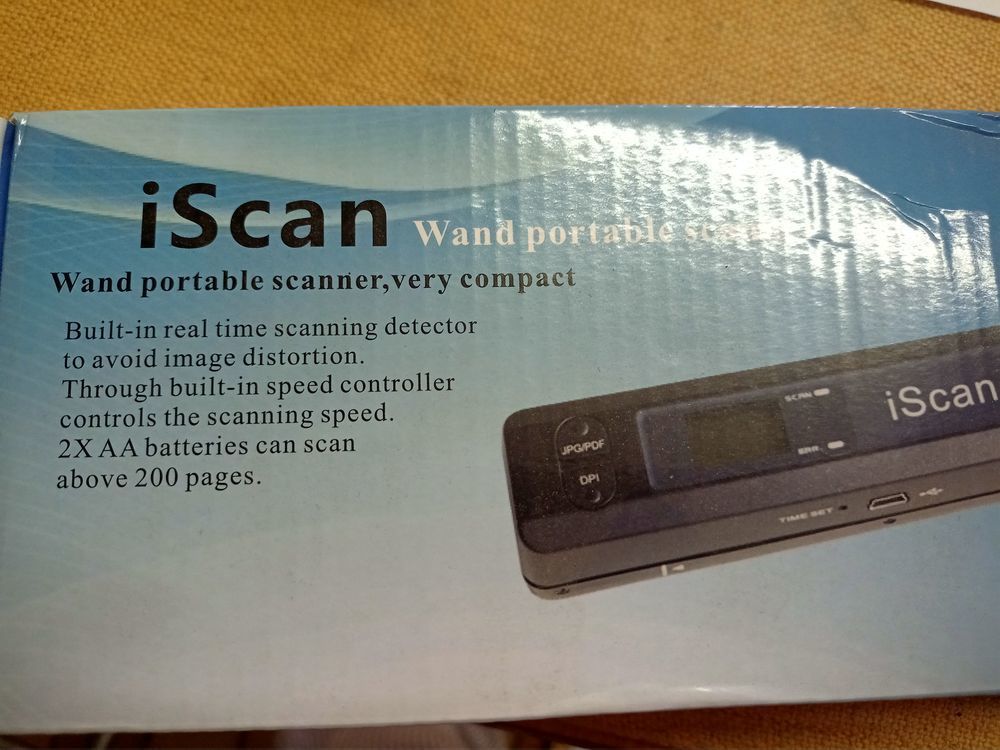 iScan
Wand portable
Wand portable scanner,very compact
Built-in real time scanning detector
to avoid image distortion.
Through built-in speed controller
controls the scanning speed.
2X AA batteries can scan
above 200 pages.
SCAN
iScan
JPG/PDF
ERR.
DPI
TIME SET